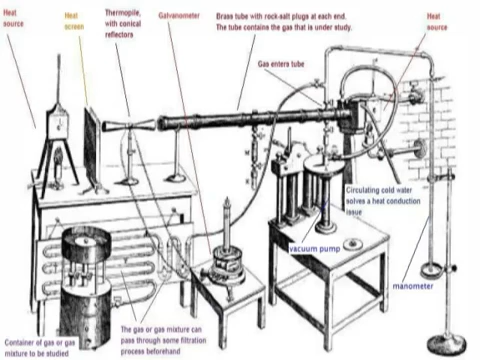 Heat
source
Heat
screen
Thermopile,
with conical
reflectors
Galvanometer
Brass tube with rock-salt plugs at each end.
The tube contains the gas that is under study.
Heat
source
Gas enters tube
Circulating cold water
solves a heat conduction
issue
vacuum pump
manometer
Container of gas or gas
mixture to be studied
The gas or gas mixture can
pass through some filtration
process beforehand